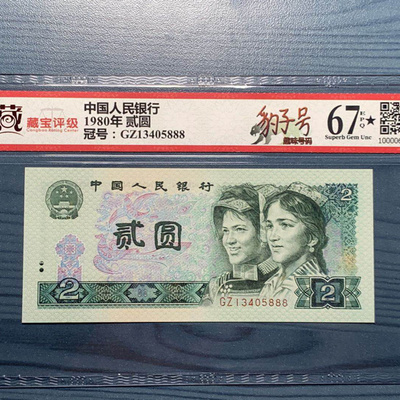 藏
藏宝评级
中国人民银行
1980年 贰圆
冠号：GZ13405888
豹子号
趣味号码
67 EPQ ★
Superb Gem Unc
中国人民银行
贰圆
2
GZ13405888
2
2